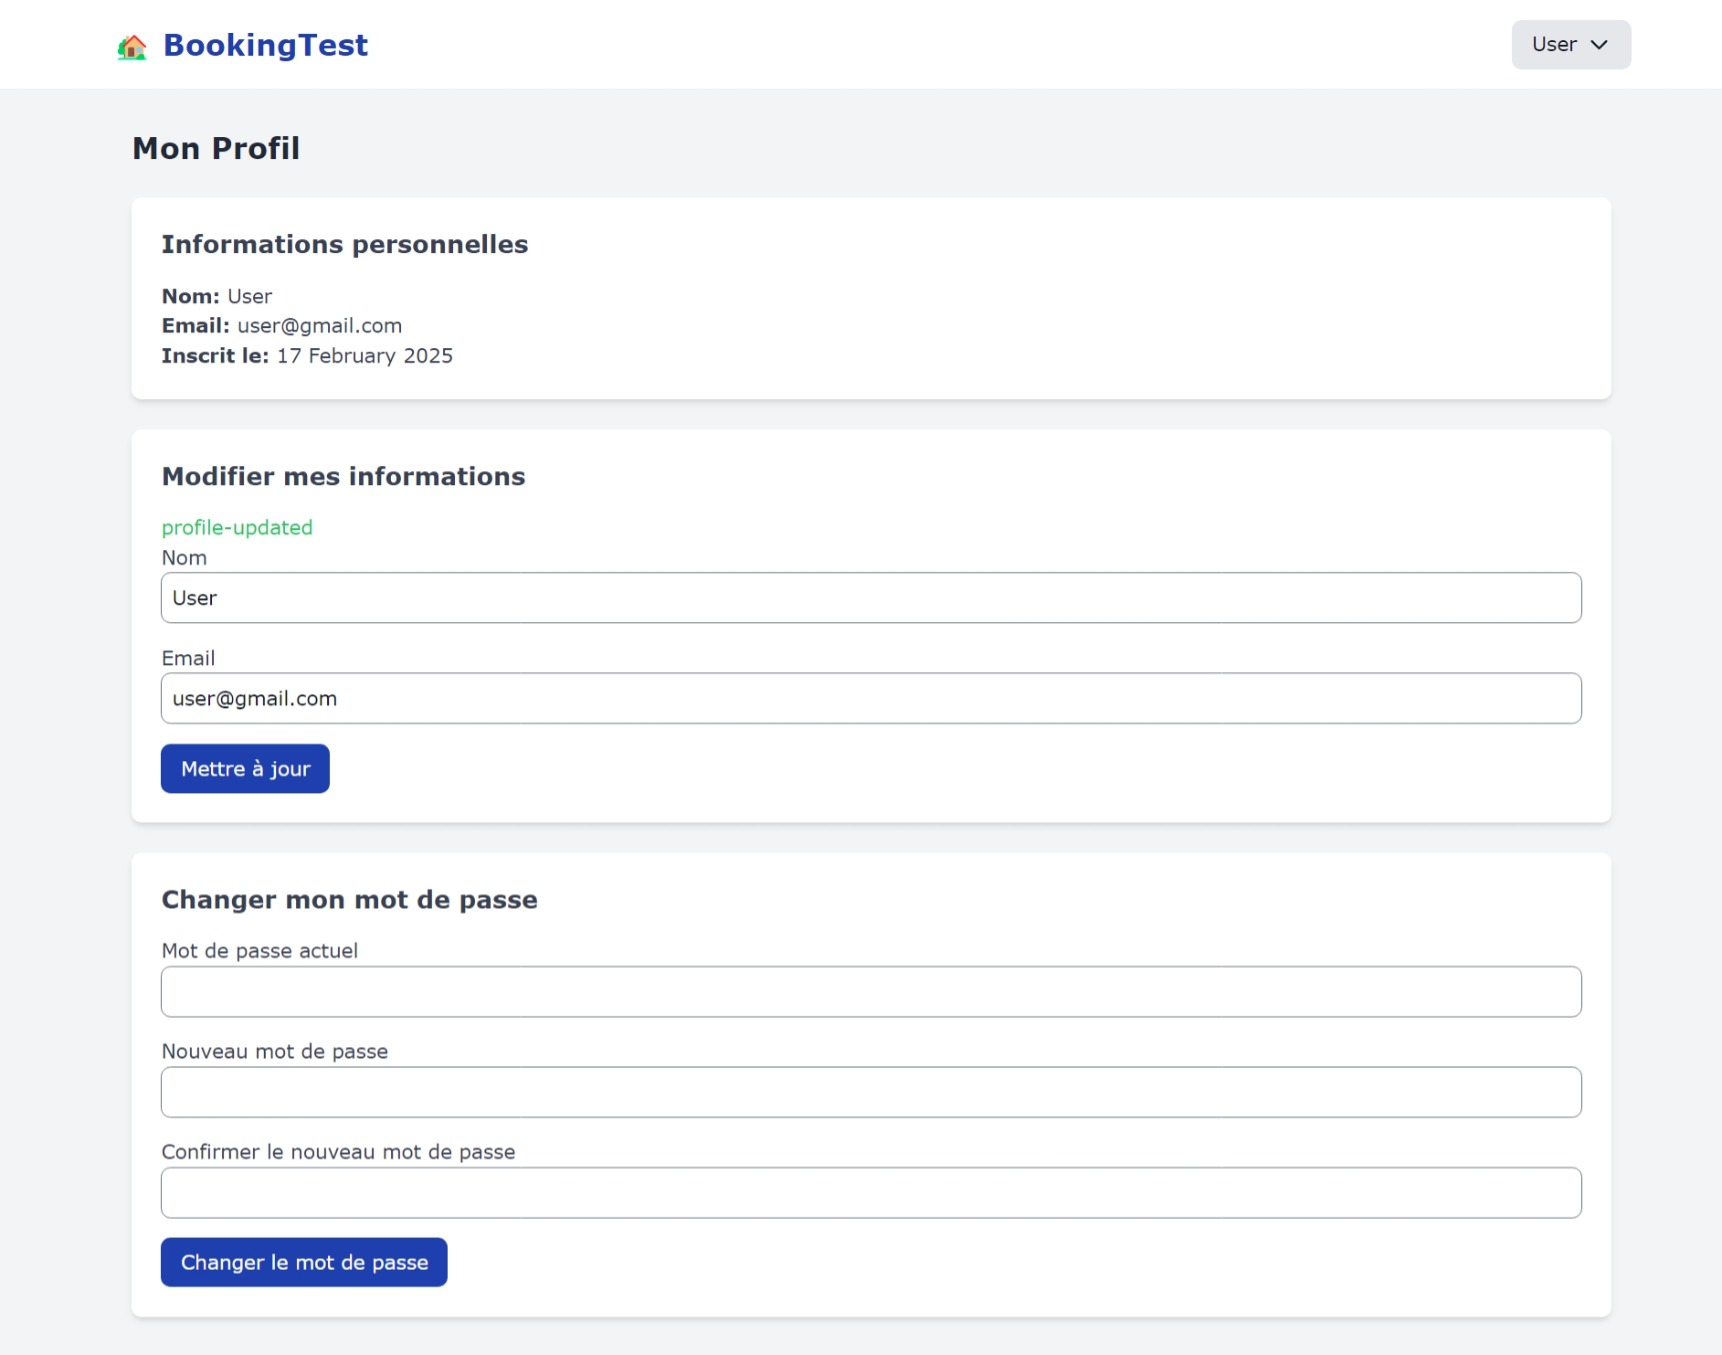 BookingTest
User
Mon Profil
Informations personnelles
Nom: User
Email: user@gmail.com
Inscrit le: 17 February 2025
Modifier mes informations
profile-updated
Nom
User
Email
user@gmail.com
Mettre à jour
Changer mon mot de passe
Mot de passe actuel
Nouveau mot de passe
Confirmer le nouveau mot de passe
Changer le mot de passe